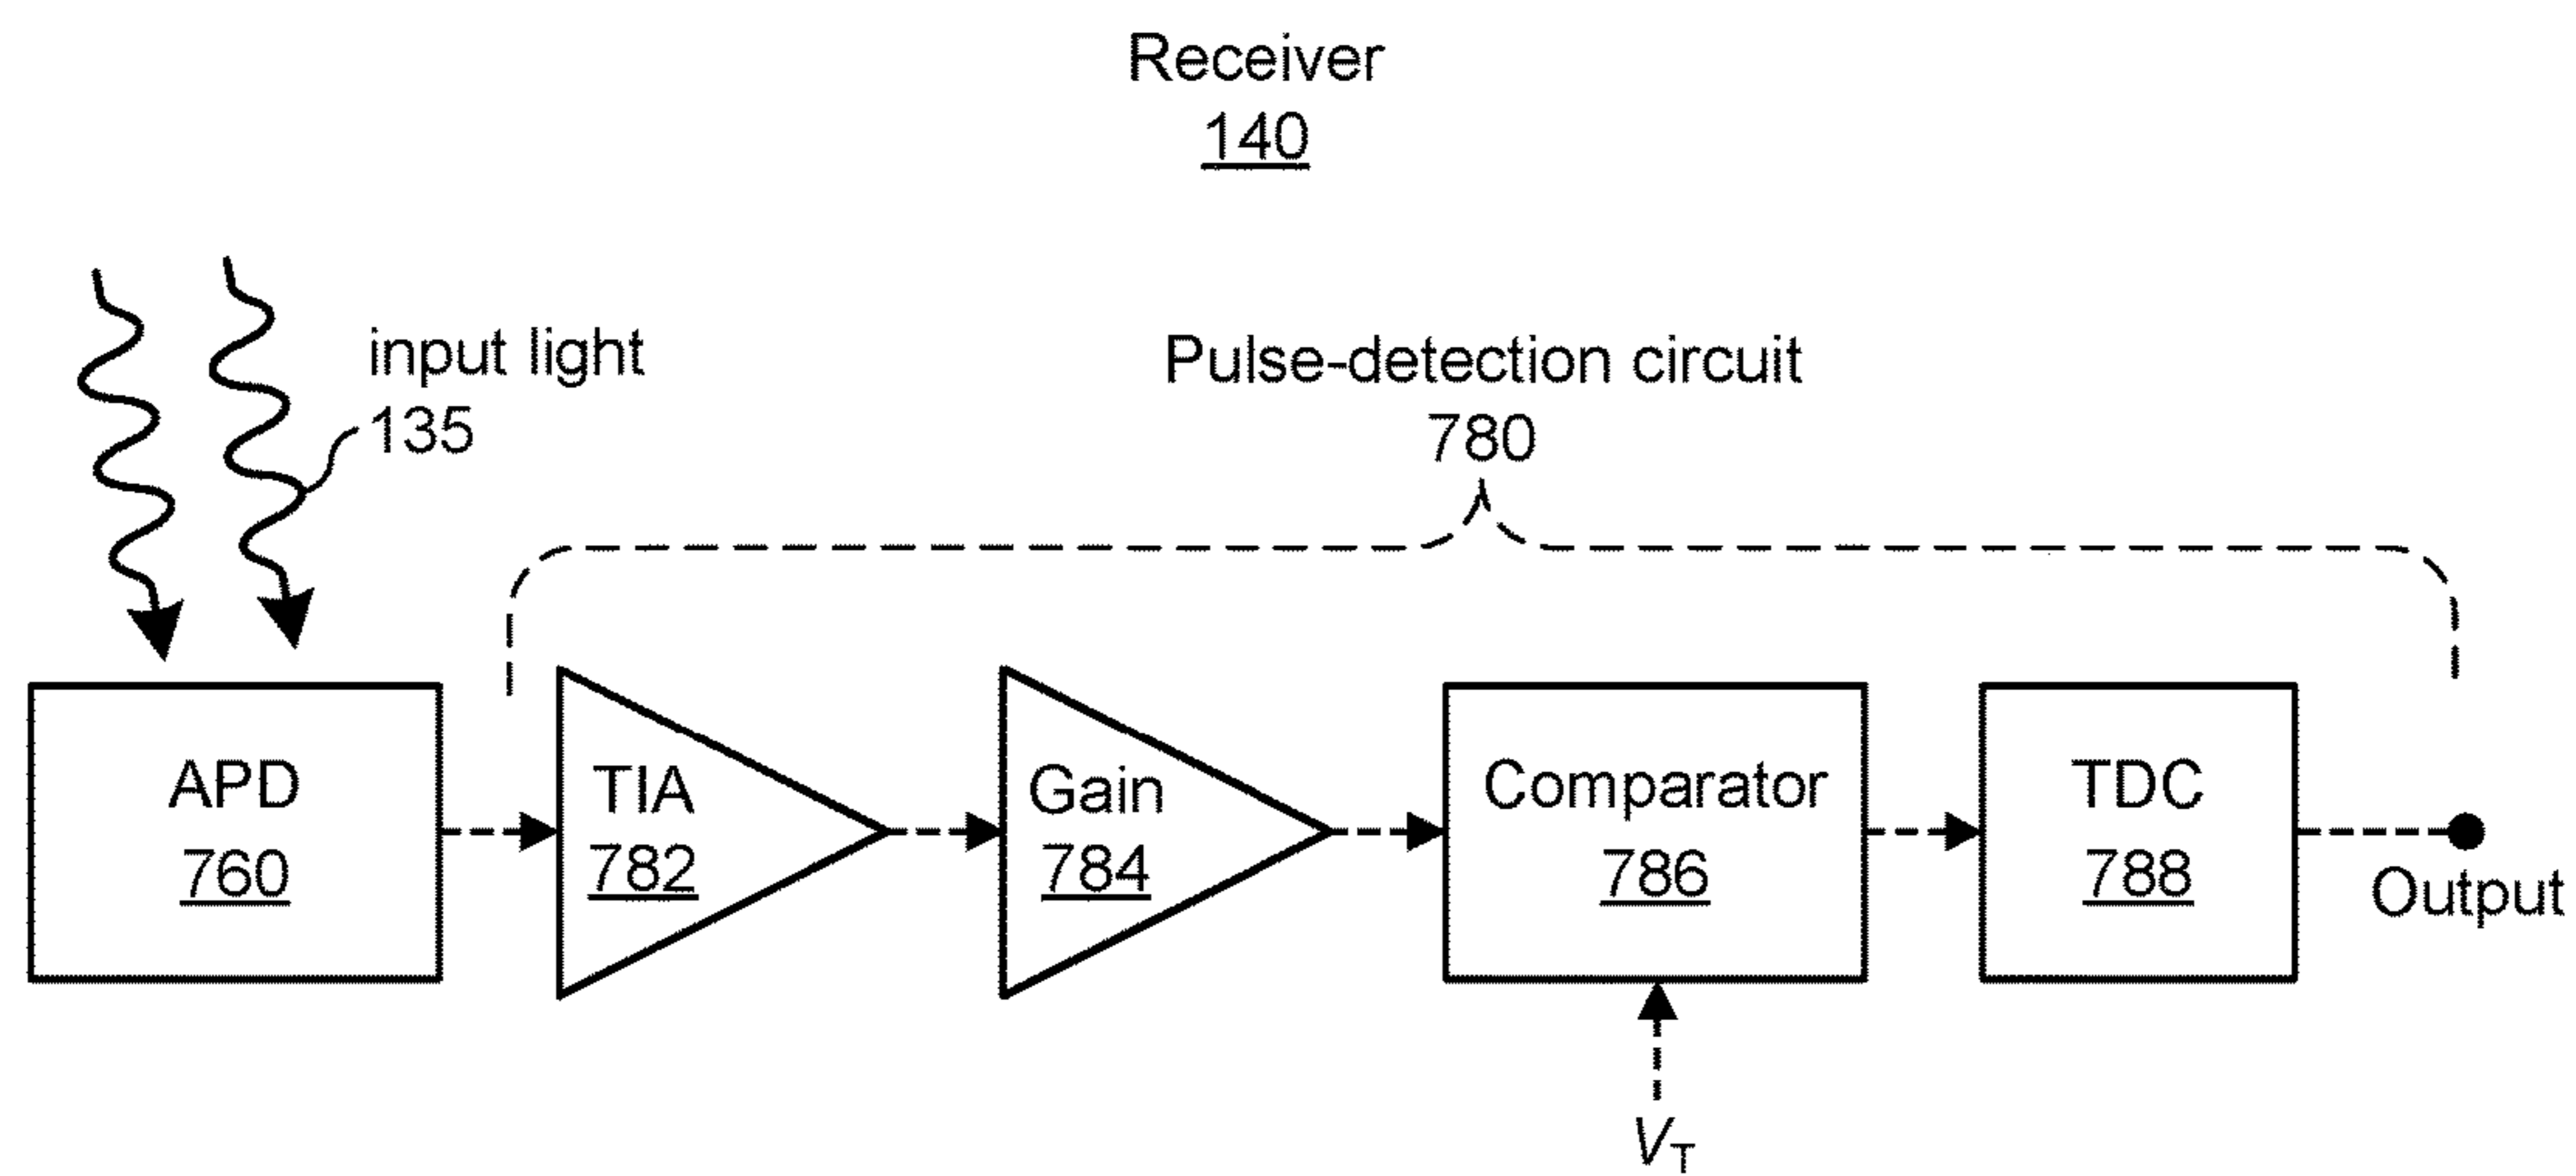 Receiver
140
input light
135
Pulse-detection circuit
780
APD
760
TIA
782
Gain
784
Comparator
786
TDC
788
Output
VT